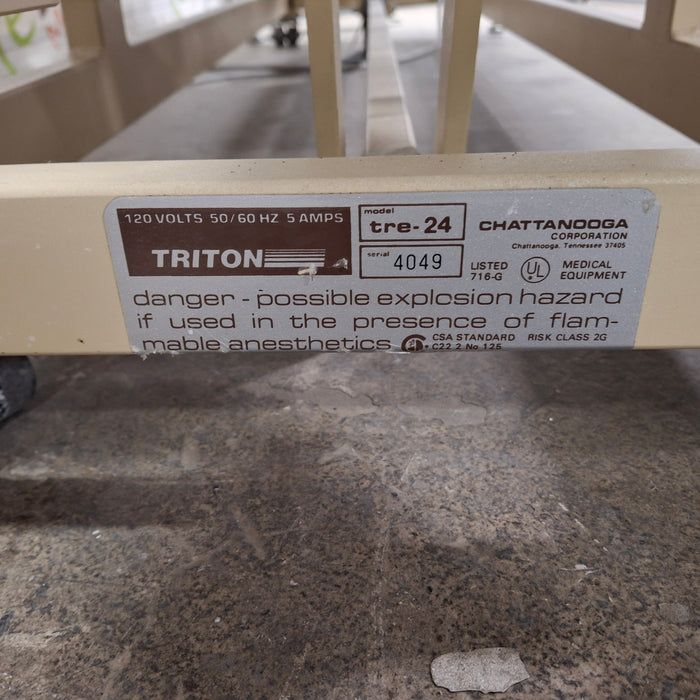 120 VOLTS 50/60 HZ 5 AMPS
TRITON
model
tre-24
serial
4049
CHATTANOOGA
CORPORATION
Chattanooga, Tennessee 37405
LISTED
716-G
UL
MEDICAL
EQUIPMENT
danger - possible explosion hazard
if used in the presence of flam-
mable anesthetics
CSA STANDARD RISK CLASS 2G
C22.2 No 125